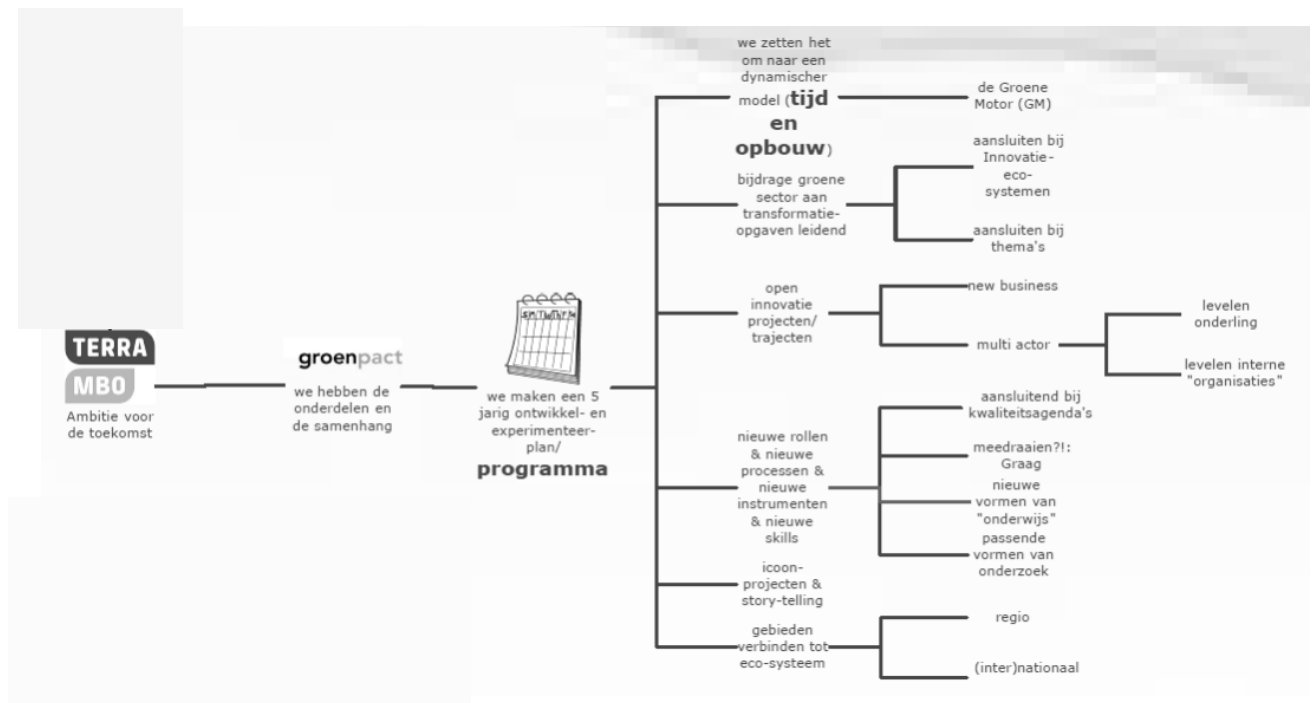 TERRA
MBO
Ambitie voor
de toekomst
groenpact
we hebben de
onderdelen en
de samenhang
we maken een 5
jarig ontwikkel- en
experimenteer-
plan/
programma
we zetten het
om naar een
dynamischer
model (tijd
en
opbouw)
de Groene
Motor (GM)
bijdrage groene
sector aan
transformatie-
opgaven leidend
aansluiten bij
Innovatie-
eco-
systemen
aansluiten bij
thema's
open
innovatie
projecten/
trajecten
new business
multi actor
levelen
onderling
levelen interne
"organisaties"
nieuwe rollen
& nieuwe
processen &
nieuwe
instrumenten
& nieuwe
skills
aansluitend bij
kwaliteitsagenda's
meedraaien?!:
Graag
nieuwe
vormen van
"onderwijs"
passende
vormen van
onderzoek
icoon-
projecten &
story-telling
gebieden
verbinden tot
eco-systeem
regio
(inter)nationaal